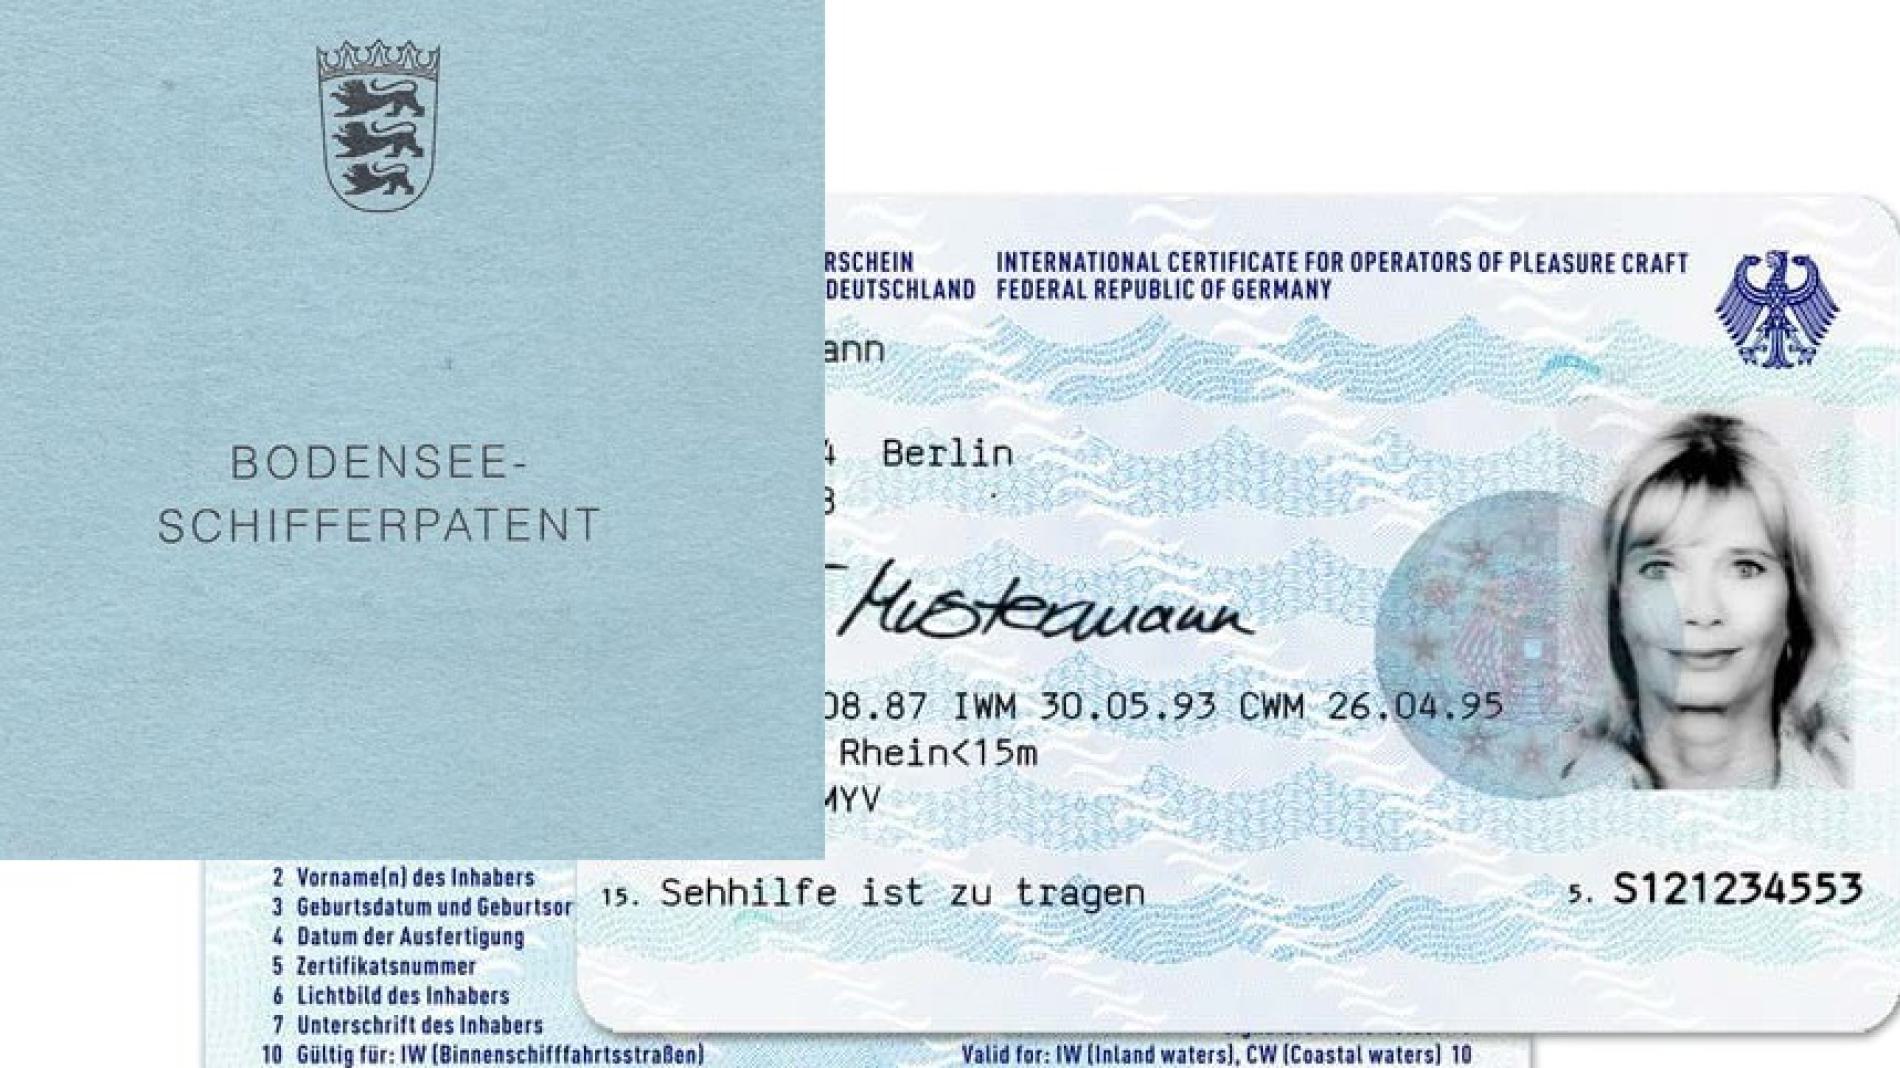 BODENSEE-
SCHIFFERPATENT
RSCHEIN INTERNATIONAL CERTIFICATE FOR OPERATORS OF PLEASURE CRAFT
DEUTSCHLAND FEDERAL REPUBLIC OF GERMANY
ann
4 Berlin
Mustermann
08.87 IWM 30.05.93 CWM 26.04.95
Rhein<15m
MYV
15. Sehhilfe ist zu tragen
5. S121234553
2 Vorname(n) des Inhabers
3 Geburtsdatum und Geburtsor
4 Datum der Ausfertigung
5 Zertifikatsnummer
6 Lichtbild des Inhabers
7 Unterschrift des Inhabers
10 Gültig für: IW (Binnenschifffahrtsstraßen)
Valid for: IW (Inland waters), CW (Coastal waters) 10